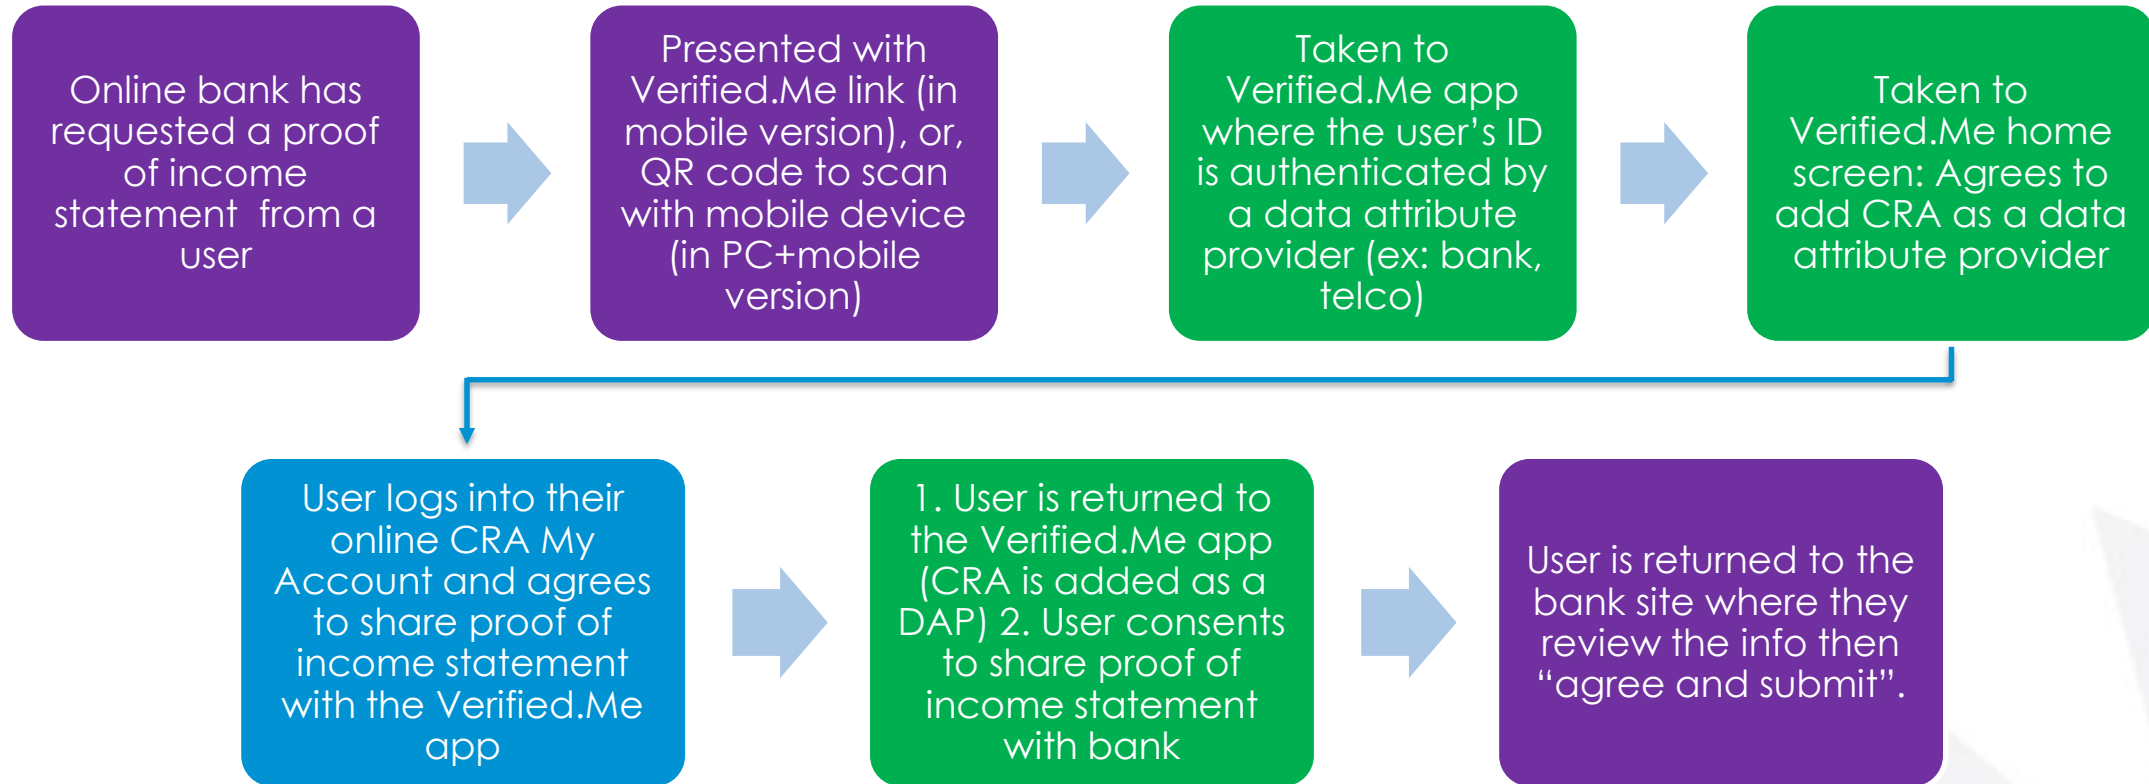 Online bank has
requested a proof
of income
statement from a
user
Presented with
Verified.Me link (in
mobile version), or,
QR code to scan
with mobile device
(in PC+mobile
version)
Taken to
Verified.Me app
where the user’s ID
is authenticated by
a data attribute
provider (ex: bank,
telco)
Taken to
Verified.Me home
screen: Agrees to
add CRA as a data
attribute provider
User logs into their
online CRA My
Account and agrees
to share proof of
income statement
with the Verified.Me
app
1. User is returned to
the Verified.Me app
(CRA is added as a
DAP) 2. User consents
to share proof of
income statement
with bank
User is returned to the
bank site where they
review the info then
“agree and submit”.